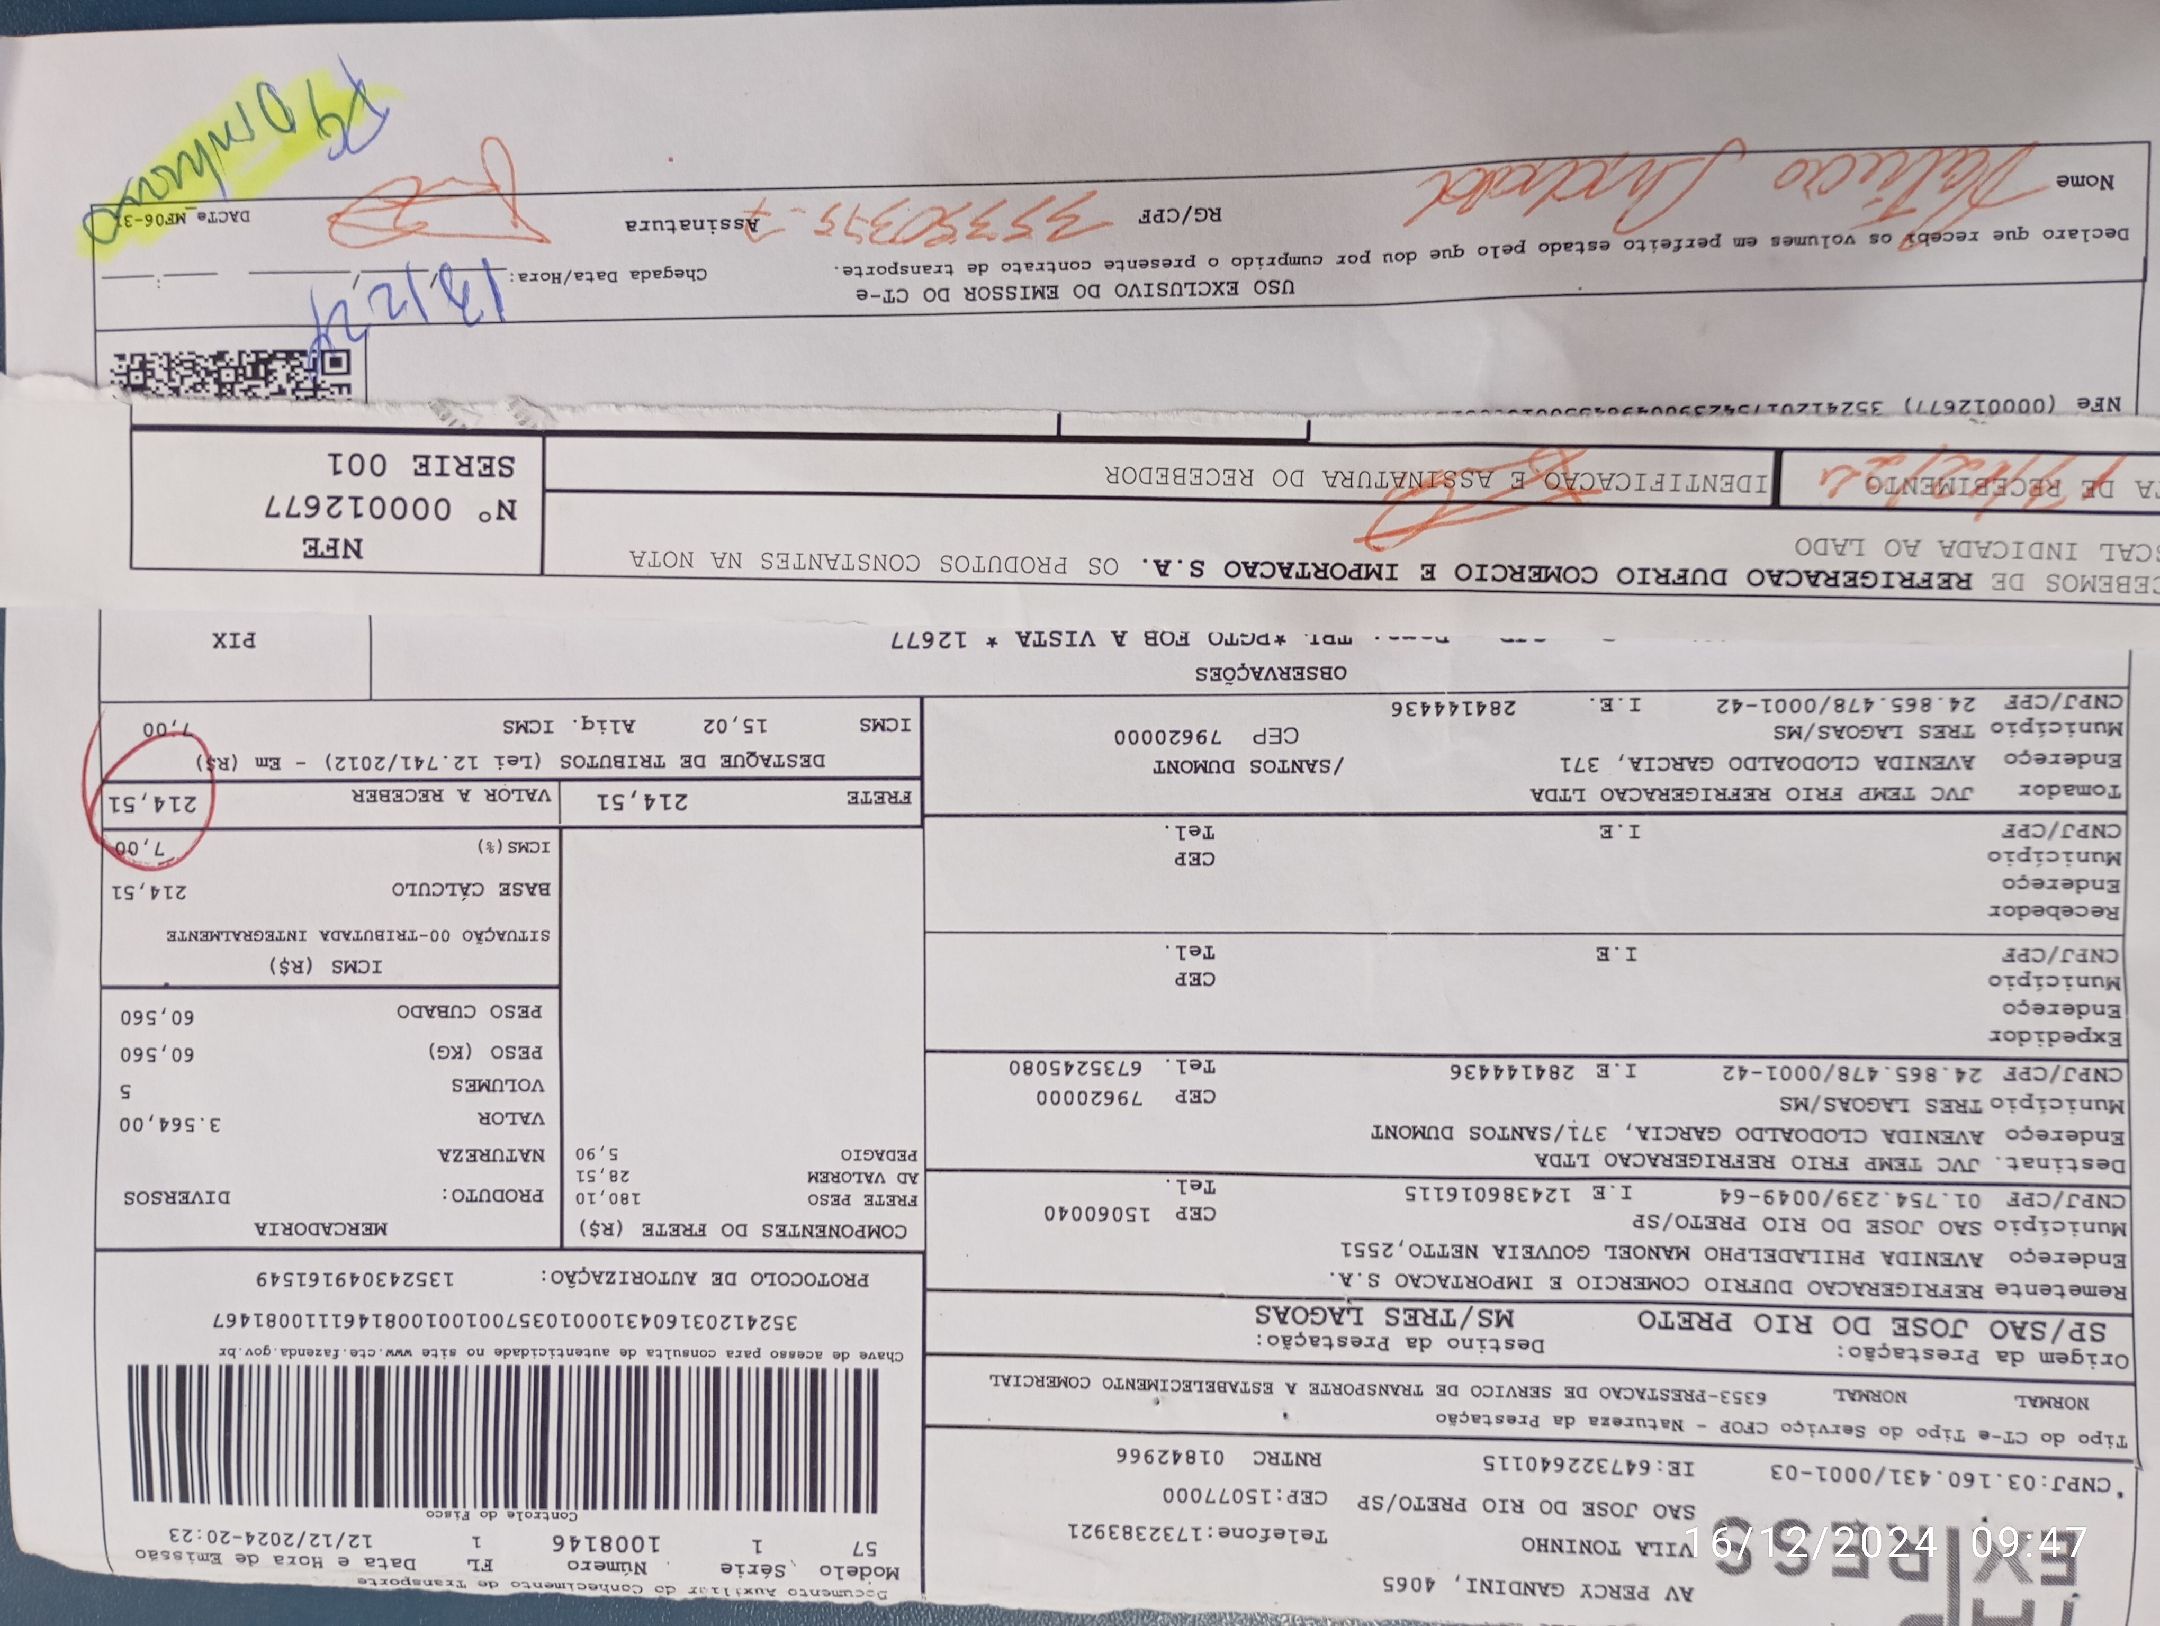 16/12/2024 09:47
EX PRESS
AV PERCY GANDINI, 4065
VILA TONINHO Telefone:1732383921
SAO JOSE DO RIO PRETO/SP CEP:15077000
CNPJ:03.160.431/0001-03 IE:647322640115 RNTRC 01842966
Documento Auxiliar do Conhecimento de Transporte
Modelo Série Número FL Data e Hora de Emissão
57 1 1008146 1 12/12/2024-20:23
Controle do Fisco
Chave de acesso para consulta de autenticidade no site www.cte.fazenda.gov.br
35241203160431000103570010010081461110081467
PROTOCOLO DE AUTORIZAÇÃO: 135243049161549
Tipo do CT-e Tipo do Serviço CFOP - Natureza da Prestação
NORMAL NORMAL 6353-PRESTACAO DE SERVICO DE TRANSPORTE A ESTABELECIMENTO COMERCIAL
Origem da Prestação: Destino da Prestação:
SP/SAO JOSE DO RIO PRETO MS/TRES LAGOAS
Remetente REFRIGERACAO DUFRIO COMERCIO E IMPORTACAO S.A.
Endereço AVENIDA PHILADELPHO MANOEL GOUVEIA NETTO,2551
Município SAO JOSE DO RIO PRETO/SP CEP 15060040
CNPJ/CPF 01.754.239/0049-64 I.E 124386016115 Tel.
Destinat. JVC TEMP FRIO REFRIGERACAO LTDA
Endereço AVENIDA CLODOALDO GARCIA, 371/SANTOS DUMONT
Município TRES LAGOAS/MS CEP 79620000
CNPJ/CPF 24.865.478/0001-42 I.E 284144436 Tel. 6735245080
Expedidor
Endereço
Município CEP
CNPJ/CPF I.E Tel.
Recebedor
Endereço
Município CEP
CNPJ/CPF I.E Tel.
Tomador JVC TEMP FRIO REFRIGERACAO LTDA
Endereço AVENIDA CLODOALDO GARCIA, 371 /SANTOS DUMONT
Município TRES LAGOAS/MS CEP 79620000
CNPJ/CPF 24.865.478/0001-42 I.E. 284144436
COMPONENTES DO FRETE (R$)
FRETE PESO 180,10
AD VALOREM 28,51
PEDAGIO 5,90
MERCADORIA
PRODUTO: DIVERSOS
NATUREZA
VALOR 3.564,00
VOLUMES 5
PESO (KG) 60,560
PESO CUBADO 60,560
ICMS (R$)
SITUAÇÃO 00-TRIBUTADA INTEGRALMENTE
BASE CÁLCULO 214,51
ICMS(%) 7,00
FRETE 214,51 VALOR A RECEBER 214,51
DESTAQUE DE TRIBUTOS (Lei 12.741/2012) - Em (R$)
ICMS 15,02 Aliq. ICMS 7,00
OBSERVAÇÕES
*PGTO FOB A VISTA * 12677
PIX
CEBEMOS DE REFRIGERACAO DUFRIO COMERCIO E IMPORTACAO S.A. OS PRODUTOS CONSTANTES NA NOTA
SCAL INDICADA AO LADO
TA DE RECEBIMENTO IDENTIFICACAO E ASSINATURA DO RECEBEDOR
NFE
Nº 000012677
SERIE 001
NFe (000012677)
USO EXCLUSIVO DO EMISSOR DO CT-e
Declaro que recebi os volumes em perfeito estado pelo que dou por cumprido o presente contrato de transporte.
Chegada Data/Hora:
Nome RG/CPF Assinatura
DACTe_MF06-3